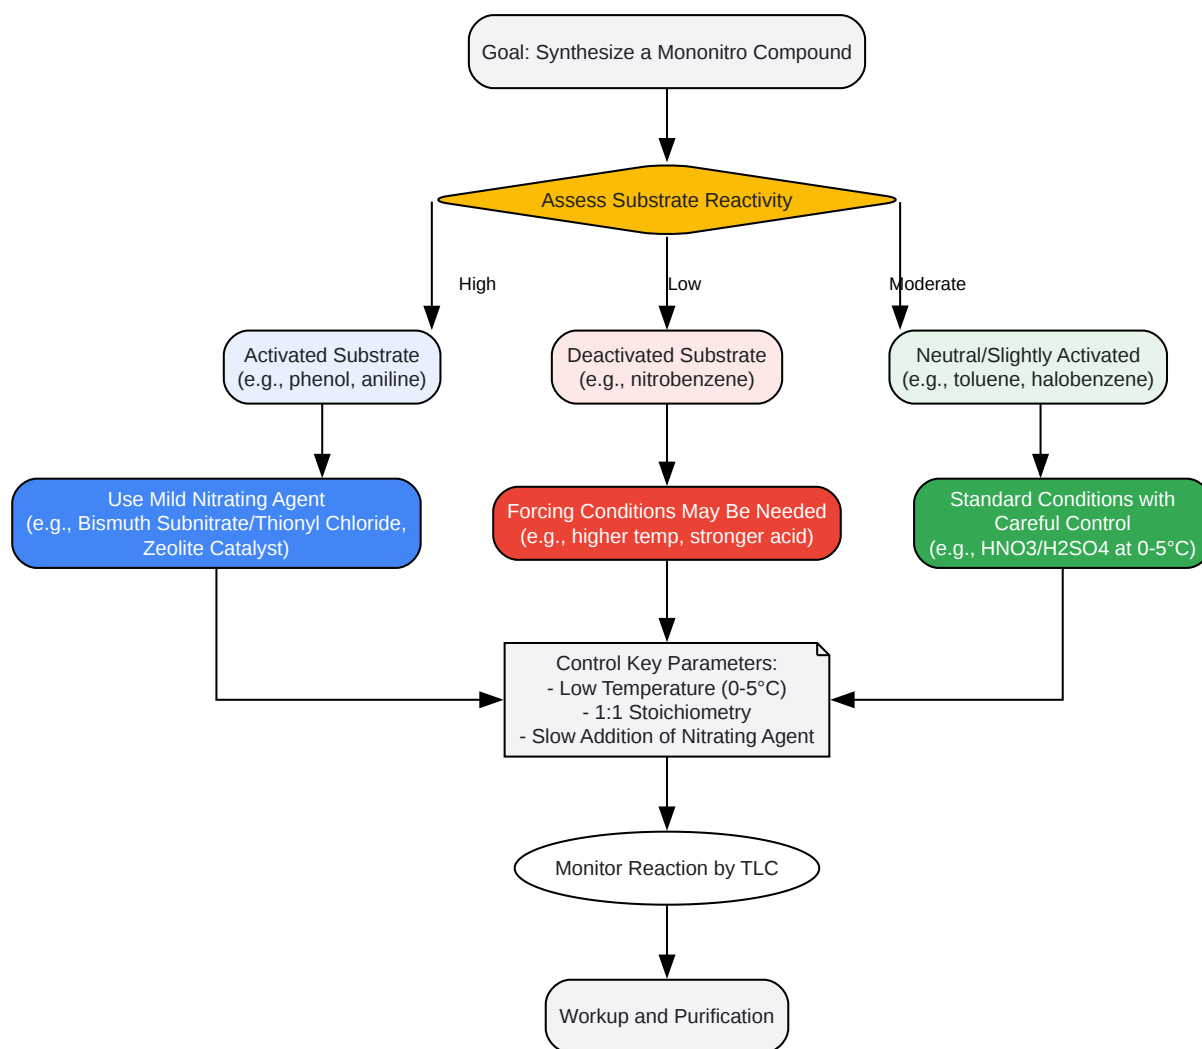 Goal: Synthesize a Mononitro Compound
Assess Substrate Reactivity
High
Low
Moderate
Activated Substrate
(e.g., phenol, aniline)
Deactivated Substrate
(e.g., nitrobenzene)
Neutral/Slightly Activated
(e.g., toluene, halobenzene)
Use Mild Nitrating Agent
(e.g., Bismuth Subnitrate/Thionyl Chloride,
Zeolite Catalyst)
Forcing Conditions May Be Needed
(e.g., higher temp, stronger acid)
Standard Conditions with
Careful Control
(e.g., HNO3/H2SO4 at 0-5°C)
Control Key Parameters:
- Low Temperature (0-5°C)
- 1:1 Stoichiometry
- Slow Addition of Nitrating Agent
Monitor Reaction by TLC
Workup and Purification